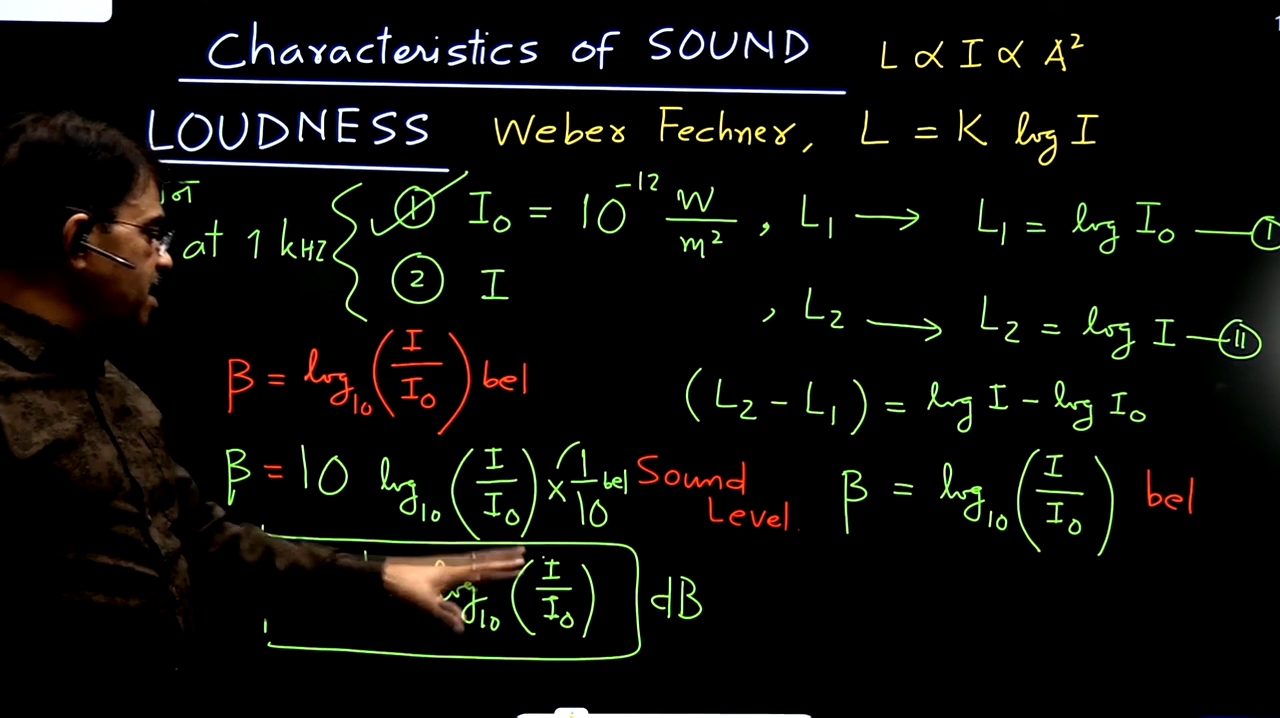 Characteristics of SOUND L ∝ I ∝ A²
LOUDNESS Weber Fechner, L = K log I
at 1 kHz { ① I₀ = 10⁻¹² W/m² , L₁ → L₁ = log I₀ — Ⓘ
② I , L₂ → L₂ = log I — Ⓘⓘ
β = log₁₀ (I/I₀) bel (L₂ - L₁) = log I - log I₀
β = 10 log₁₀ (I/I₀) × 1/10 bel Sound Level. β = log₁₀ (I/I₀) bel
log₁₀ (I/I₀) dB